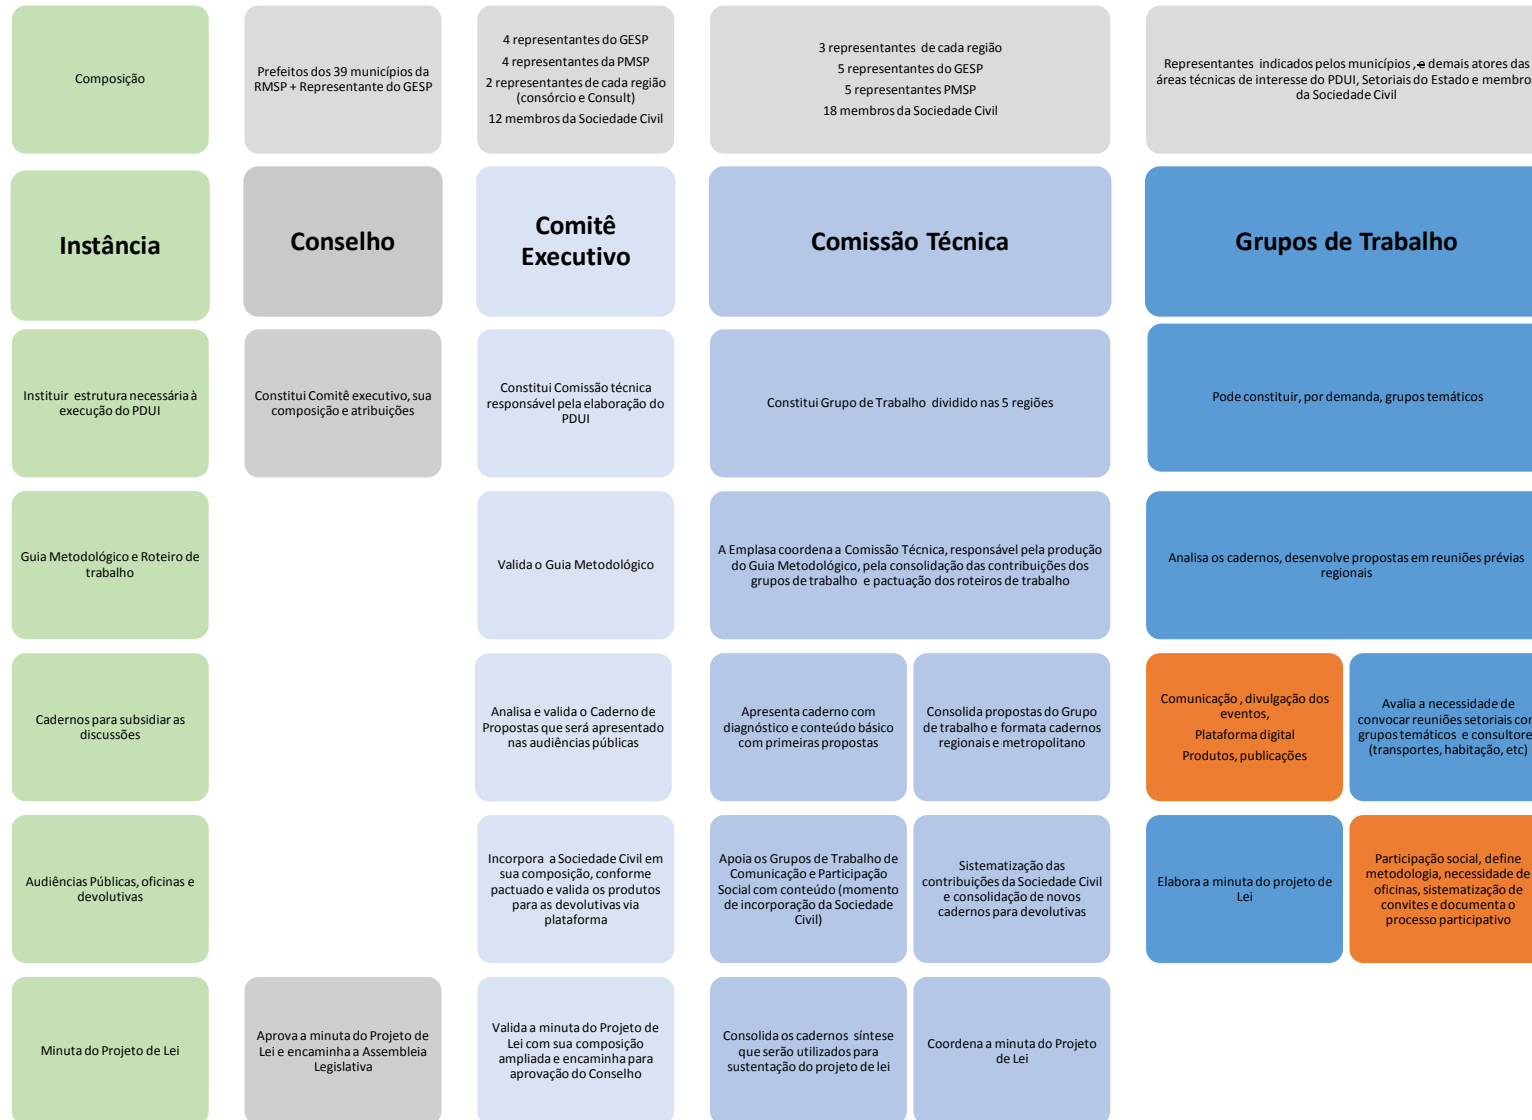 Composição
Prefeitos dos 39 municípios da
RMSP + Representante do GESP
4 representantes do GESP
4 representantes da PMSP
2 representantes de cada região
(consórcio e Consult)
12 membros da Sociedade Civil
3 representantes de cada região
5 representantes do GESP
5 representantes PMSP
18 membros da Sociedade Civil
Representantes indicados pelos municípios , e demais atores das
áreas técnicas de interesse do PDUI, Setoriais do Estado e membro
da Sociedade Civil
Instância
Conselho
Comitê
Executivo
Comissão Técnica
Grupos de Trabalho
Instituir estrutura necessária à
execução do PDUI
Constitui Comitê executivo, sua
composição e atribuições
Constitui Comissão técnica
responsável pela elaboração do
PDUI
Constitui Grupo de Trabalho dividido nas 5 regiões
Pode constituir, por demanda, grupos temáticos
Guia Metodológico e Roteiro de
trabalho
Valida o Guia Metodológico
A Emplasa coordena a Comissão Técnica, responsável pela produção
do Guia Metodológico, pela consolidação das contribuições dos
grupos de trabalho e pactuação dos roteiros de trabalho
Analisa os cadernos, desenvolve propostas em reuniões prévias
regionais
Cadernos para subsidiar as
discussões
Analisa e valida o Caderno de
Propostas que será apresentado
nas audiências públicas
Apresenta caderno com
diagnóstico e conteúdo básico
com primeiras propostas
Consolida propostas do Grupo
de trabalho e formata cadernos
regionais e metropolitano
Comunicação , divulgação dos
eventos,
Plataforma digital
Produtos, publicações
Avalia a necessidade de
convocar reuniões setoriais con
grupos temáticos e consultore
(transportes, habitação, etc)
Audiências Públicas, oficinas e
devolutivas
Incorpora a Sociedade Civil em
sua composição, conforme
pactuado e valida os produtos
para as devolutivas via
plataforma
Apoia os Grupos de Trabalho de
Comunicação e Participação
Social com conteúdo (momento
de incorporação da Sociedade
Civil)
Sistematização das
contribuições da Sociedade Civil
e consolidação de novos
cadernos para devolutivas
Elabora a minuta do projeto de
Lei
Participação social, define
metodologia, necessidade de
oficinas, sistematização de
convites e documenta o
processo participativo
Minuta do Projeto de Lei
Aprova a minuta do Projeto de
Lei e encaminha a Assembleia
Legislativa
Valida a minuta do Projeto de
Lei com sua composição
ampliada e encaminha para
aprovação do Conselho
Consolida os cadernos síntese
que serão utilizados para
sustentação do projeto de lei
Coordena a minuta do Projeto
de Lei